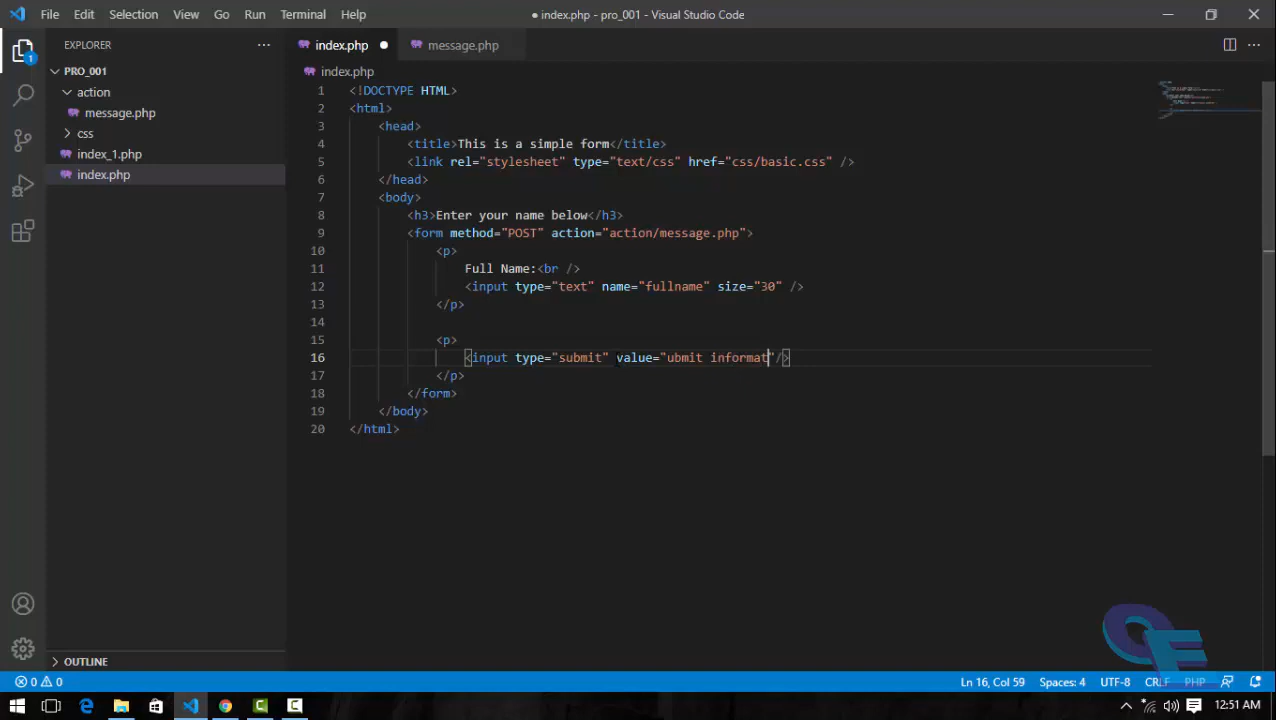 File Edit Selection View Go Run Terminal Help
● index.php - pro_001 - Visual Studio Code
EXPLORER
index.php
message.php
PRO_001
action
message.php
css
index_1.php
index.php
index.php
1 <!DOCTYPE HTML>
2 <html>
3 <head>
4 <title>This is a simple form</title>
5 <link rel="stylesheet" type="text/css" href="css/basic.css" />
6 </head>
7 <body>
8 <h3>Enter your name below</h3>
9 <form method="POST" action="action/message.php">
10 <p>
11 Full Name:<br />
12 <input type="text" name="fullname" size="30" />
13 </p>
14
15 <p>
16 <input type="submit" value="ubmit informat"/>
17 </p>
18 </form>
19 </body>
20 </html>
1
OUTLINE
0 0
Ln 16, Col 59 Spaces: 4 UTF-8 CRLF PHP
12:51 AM